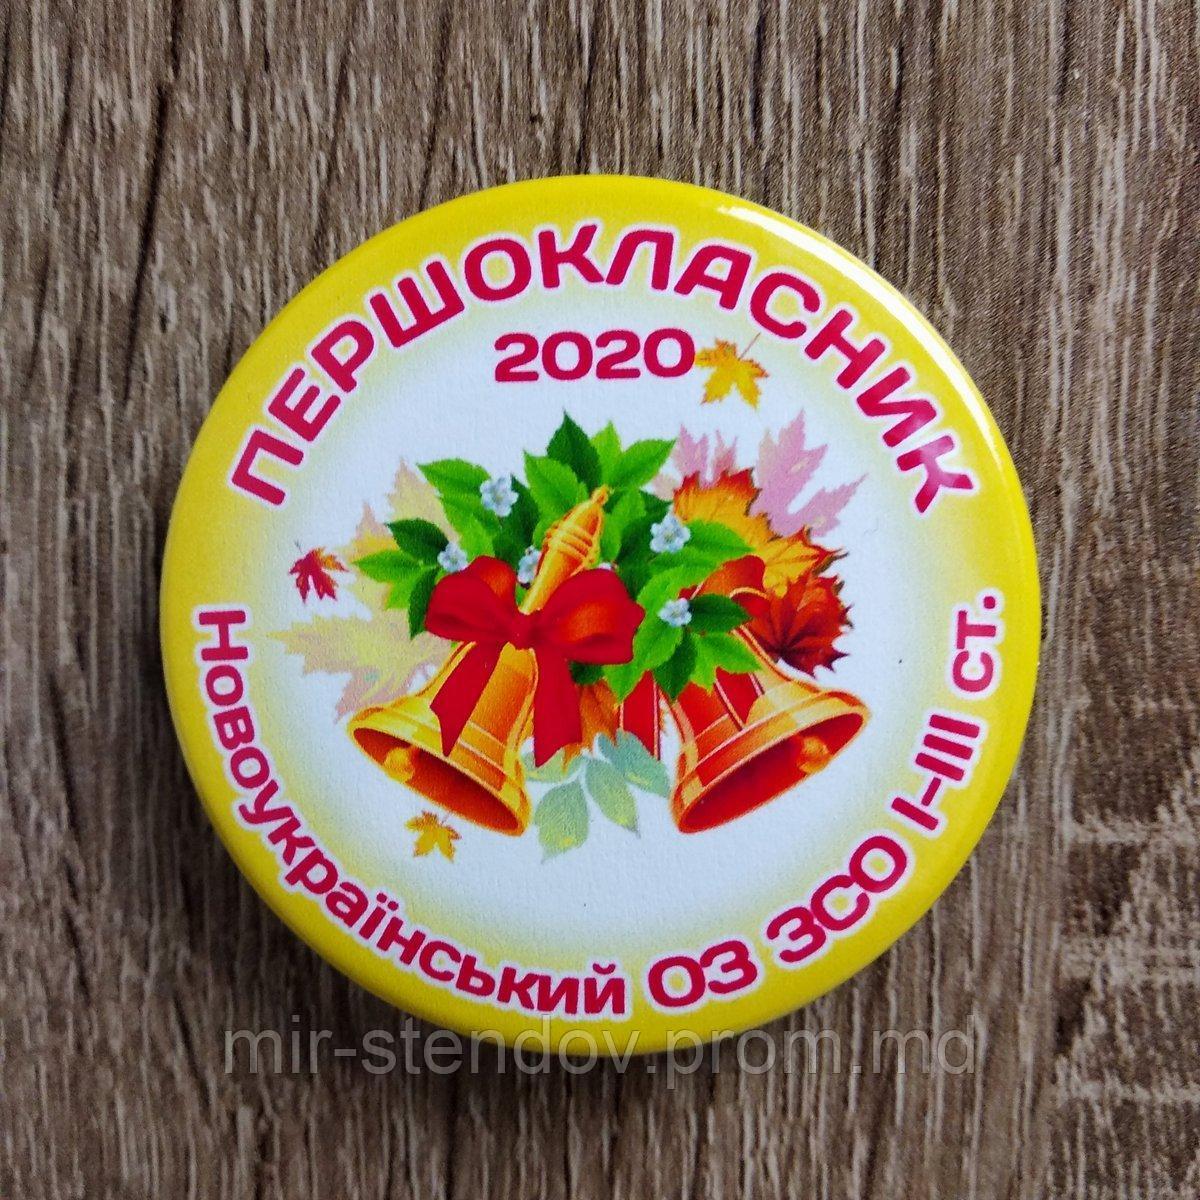 ПЕРШОКЛАСНИК
2020
Новоукраїнський ОЗ ЗСО І-ІІІ ст.
mir-stendov.prom.md